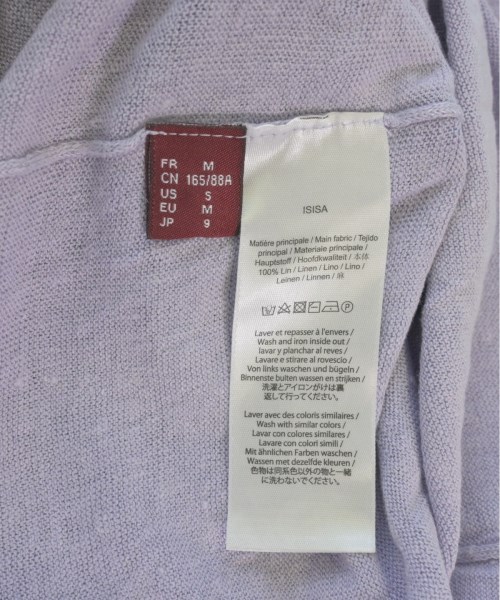 FR M
CN 165/88A
US S
EU M
JP 9
ISISA
Matière principale / Main fabric / Tejido
principal / Materiale principale /
Hauptstoff / Hoofdkwaliteit / 本体
100% Lin / Linen / Lino / Lino /
Leinen / Linnen / 麻
Laver et repasser à l'envers /
Wash and iron inside out /
lavar y planchar al reves /
Lavare e stirare al rovescio /
Von links waschen und bügeln /
Binnenste buiten wassen en strijken /
洗濯とアイロンがけは裏
返して行ってください。
Laver avec des coloris similaires /
Wash with similar colors /
Lavar con colores similares /
Lavare con colori simili /
Mit ähnlichen Farben waschen /
Wassen met dezelfde kleuren /
色物は同系色以外の物と一緒
に洗わないでください。